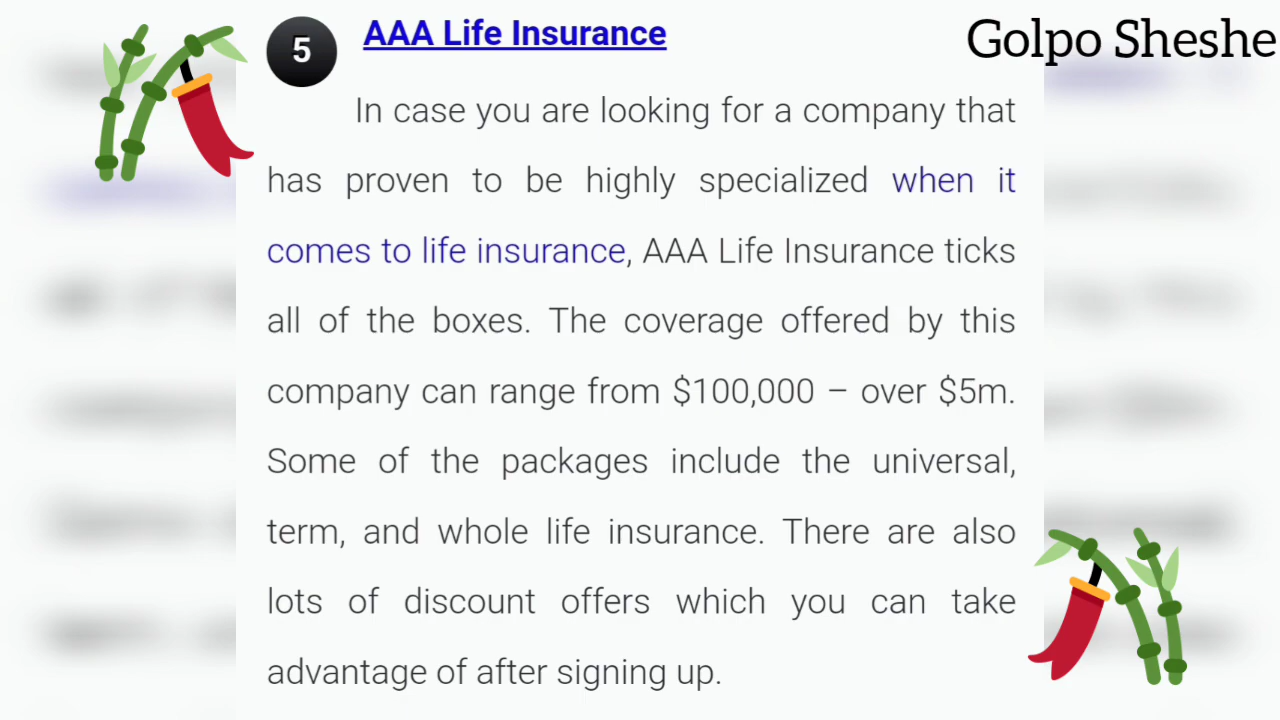 5
AAA Life Insurance
Golpo Sheshe
In case you are looking for a company that
has proven to be highly specialized when it
comes to life insurance, AAA Life Insurance ticks
all of the boxes. The coverage offered by this
company can range from $100,000 – over $5m.
Some of the packages include the universal,
term, and whole life insurance. There are also
lots of discount offers which you can take
advantage of after signing up.